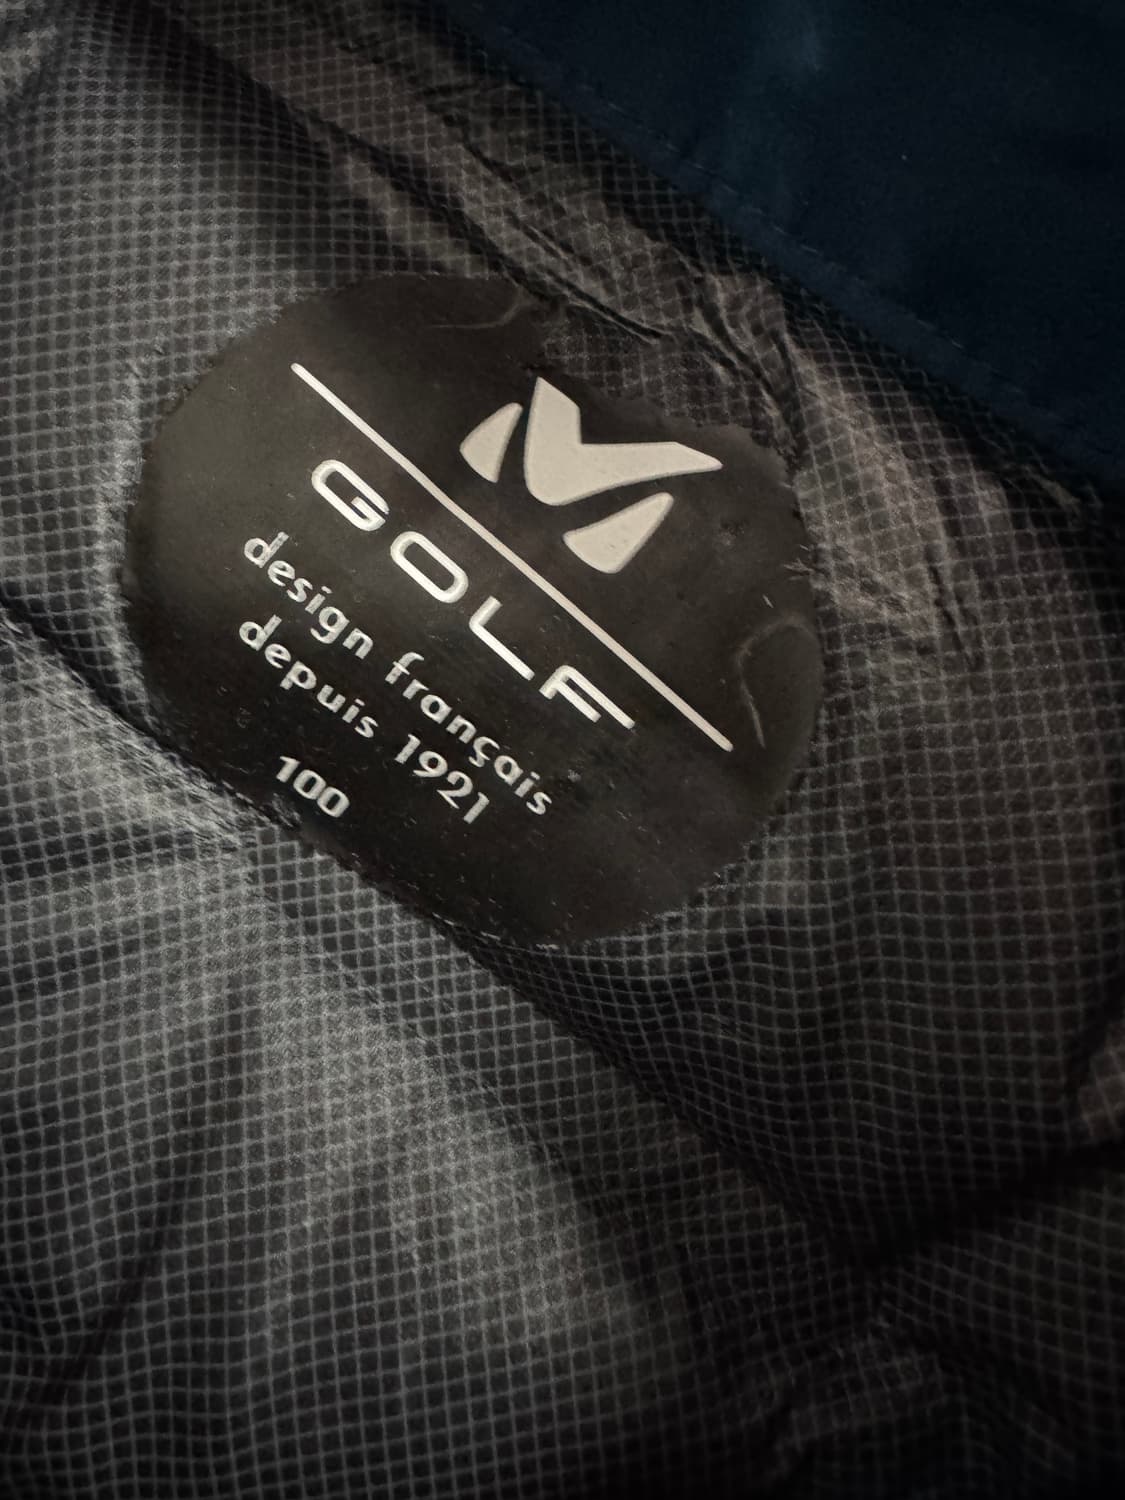 GOLF
design français
depuis 1921
100